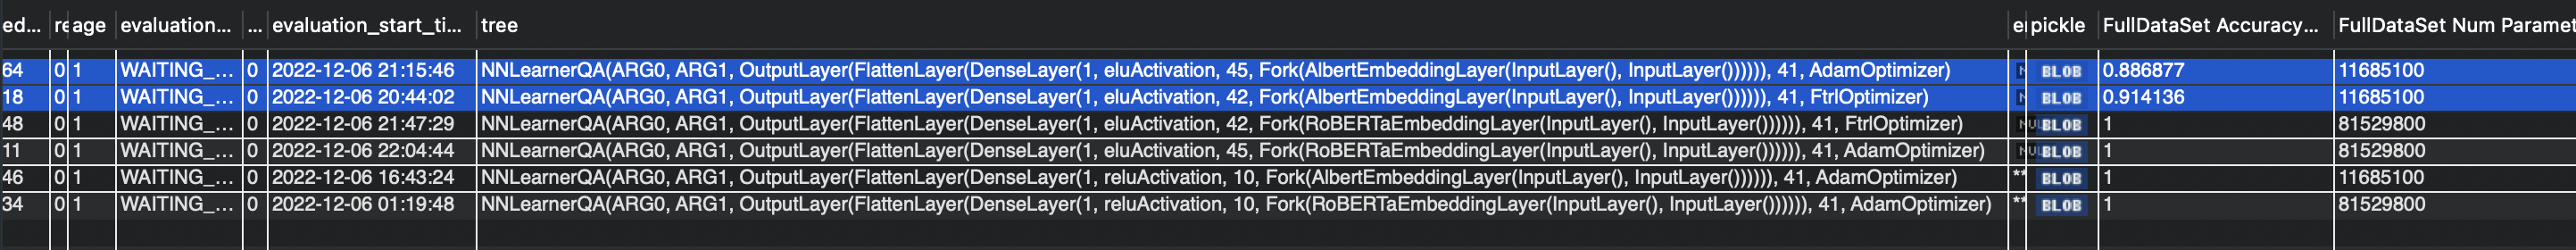 ed... re age evaluation... ... evaluation_start_ti... tree er pickle FullDataSet Accuracy... FullDataSet Num Paramet
64 0 1 WAITING_... 0 2022-12-06 21:15:46 NNLearnerQA(ARG0, ARG1, OutputLayer(FlattenLayer(DenseLayer(1, eluActivation, 45, Fork(AlbertEmbeddingLayer(InputLayer(), InputLayer()))))), 41, AdamOptimizer) N BLOB 0.886877 11685100
18 0 1 WAITING_... 0 2022-12-06 20:44:02 NNLearnerQA(ARG0, ARG1, OutputLayer(FlattenLayer(DenseLayer(1, eluActivation, 42, Fork(AlbertEmbeddingLayer(InputLayer(), InputLayer()))))), 41, FtrlOptimizer) N BLOB 0.914136 11685100
48 0 1 WAITING_... 0 2022-12-06 21:47:29 NNLearnerQA(ARG0, ARG1, OutputLayer(FlattenLayer(DenseLayer(1, eluActivation, 42, Fork(RoBERTaEmbeddingLayer(InputLayer(), InputLayer()))))), 41, FtrlOptimizer) NUL BLOB 1 81529800
11 0 1 WAITING_... 0 2022-12-06 22:04:44 NNLearnerQA(ARG0, ARG1, OutputLayer(FlattenLayer(DenseLayer(1, eluActivation, 45, Fork(RoBERTaEmbeddingLayer(InputLayer(), InputLayer()))))), 41, AdamOptimizer) NUL BLOB 1 81529800
46 0 1 WAITING_... 0 2022-12-06 16:43:24 NNLearnerQA(ARG0, ARG1, OutputLayer(FlattenLayer(DenseLayer(1, reluActivation, 10, Fork(AlbertEmbeddingLayer(InputLayer(), InputLayer()))))), 41, AdamOptimizer) ** BLOB 1 11685100
34 0 1 WAITING_... 0 2022-12-06 01:19:48 NNLearnerQA(ARG0, ARG1, OutputLayer(FlattenLayer(DenseLayer(1, reluActivation, 10, Fork(RoBERTaEmbeddingLayer(InputLayer(), InputLayer()))))), 41, AdamOptimizer) ** BLOB 1 81529800